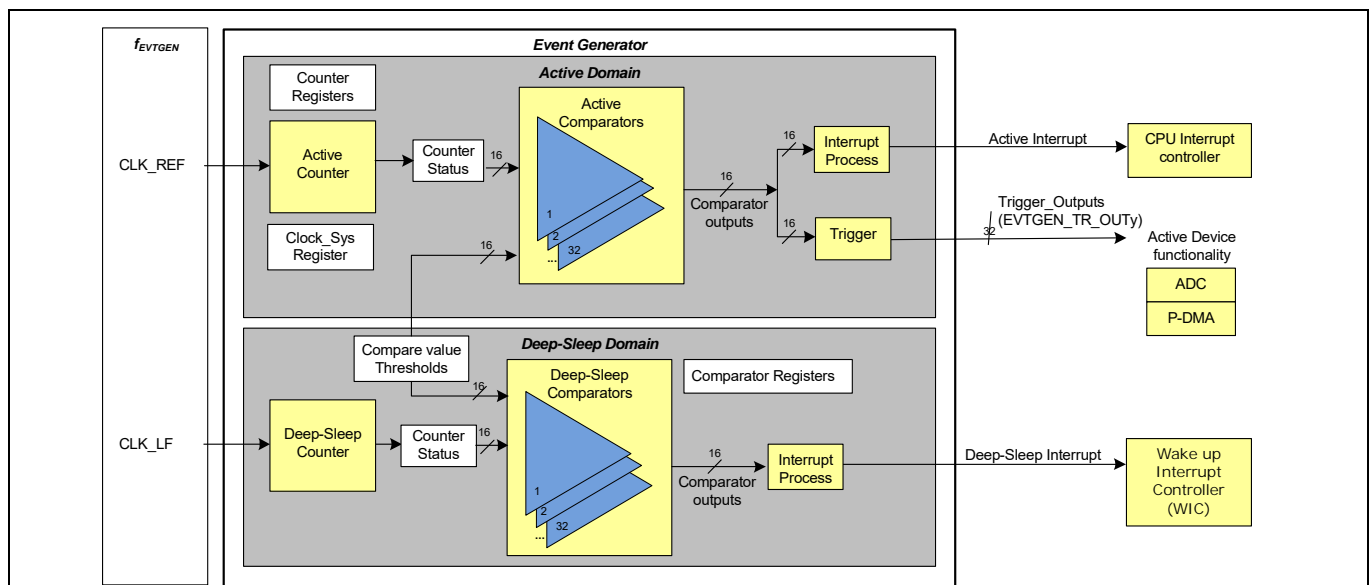 f_EVTGEN
Event Generator
Active Domain
Counter
Registers
Active
Comparators
CLK_REF
Active
Counter
Counter
Status
16
16
1
2
...
32
16
Comparator
outputs
16
Interrupt
Process
16
Trigger
Active Interrupt
CPU Interrupt
controller
Trigger_Outputs
(EVTGEN_TR_OUTy)
32
Active Device
functionality
ADC
P-DMA
Clock_Sys
Register
Deep-Sleep Domain
Compare value
Thresholds
16
Deep-Sleep
Comparators
Comparator Registers
CLK_LF
Deep-Sleep
Counter
Counter
Status
16
1
2
...
32
16
Comparator
outputs
Interrupt
Process
Deep-Sleep Interrupt
Wake up
Interrupt
Controller
(WIC)